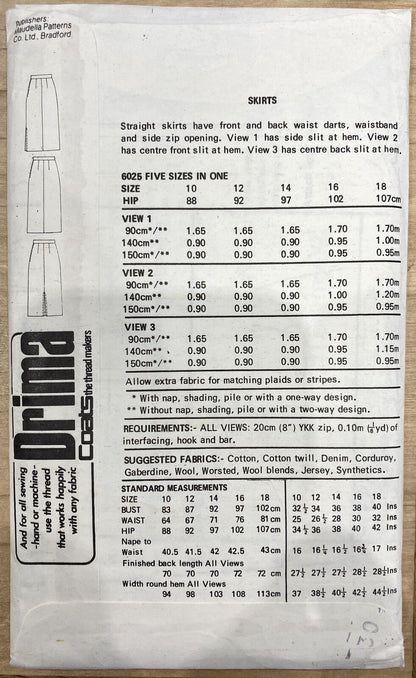 Publishers:
Maudella Patterns
Co. Ltd., Bradford
SKIRTS
Straight skirts have front and back waist darts, waistband
and side zip opening. View 1 has side slit at hem. View 2
has centre front slit at hem. View 3 has centre back slit at hem.
6025 FIVE SIZES IN ONE
SIZE 10 12 14 16 18
HIP 88 92 97 102 107cm
VIEW 1
90cm*/** 1.65 1.65 1.65 1.70 1.70m
140cm** 0.90 0.90 0.90 0.95 1.00m
150cm*/** 0.90 0.90 0.90 0.95 0.95m
VIEW 2
90cm*/** 1.65 1.65 1.65 1.70 1.70m
140cm** 0.90 0.90 0.90 1.00 1.20m
150cm*/** 0.90 0.90 0.90 0.95 0.95m
VIEW 3
90cm*/** 1.65 1.65 1.65 1.70 1.70m
140cm** 0.90 0.90 0.90 0.95 1.15m
150cm*/** 0.90 0.90 0.90 0.95 0.95m
Allow extra fabric for matching plaids or stripes.
* With nap, shading, pile or with a one-way design.
** Without nap, shading, pile or with a two-way design.
REQUIREMENTS:- ALL VIEWS: 20cm (8") YKK zip, 0.10m (⅛yd) of
interfacing, hook and bar.
SUGGESTED FABRICS:- Cotton, Cotton twill, Denim, Corduroy,
Gaberdine, Wool, Worsted, Wool blends, Jersey, Synthetics.
STANDARD MEASUREMENTS
SIZE 10 12 14 16 18 10 12 14 16 18
BUST 83 87 92 97 102cm 32½ 34 36 38 40 Ins
WAIST 64 67 71 76 81cm 25 26½ 28 30 32 Ins
HIP 88 92 97 102 107cm 34½ 36 38 40 42 Ins
Nape to
Waist 40.5 41.5 42 42.5 43cm 16 16¼ 16½ 16¾ 17 Ins
Finished back length All Views
70 70 70 72 72 cm 27½ 27½ 27½ 28½ 28½Ins
Width round hem All Views
94 98 103 108 113cm 37 38½ 40½ 42½ 44½Ins
Drima
Coats the thread makers
And for all sewing
-hand or machine-
use the thread
that works happily
with any fabric